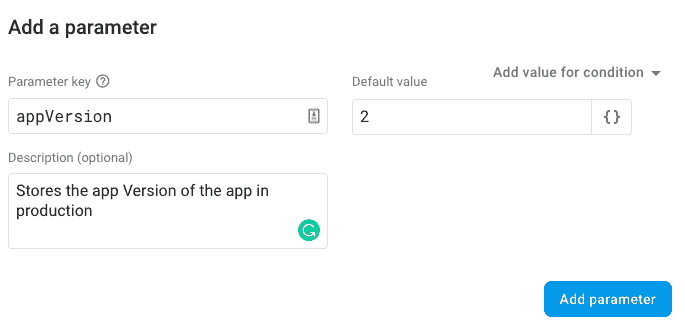 Add a parameter
Add value for condition
Parameter key
Default value
appVersion
2
{}
Description (optional)
Stores the app Version of the app in
production
Add parameter